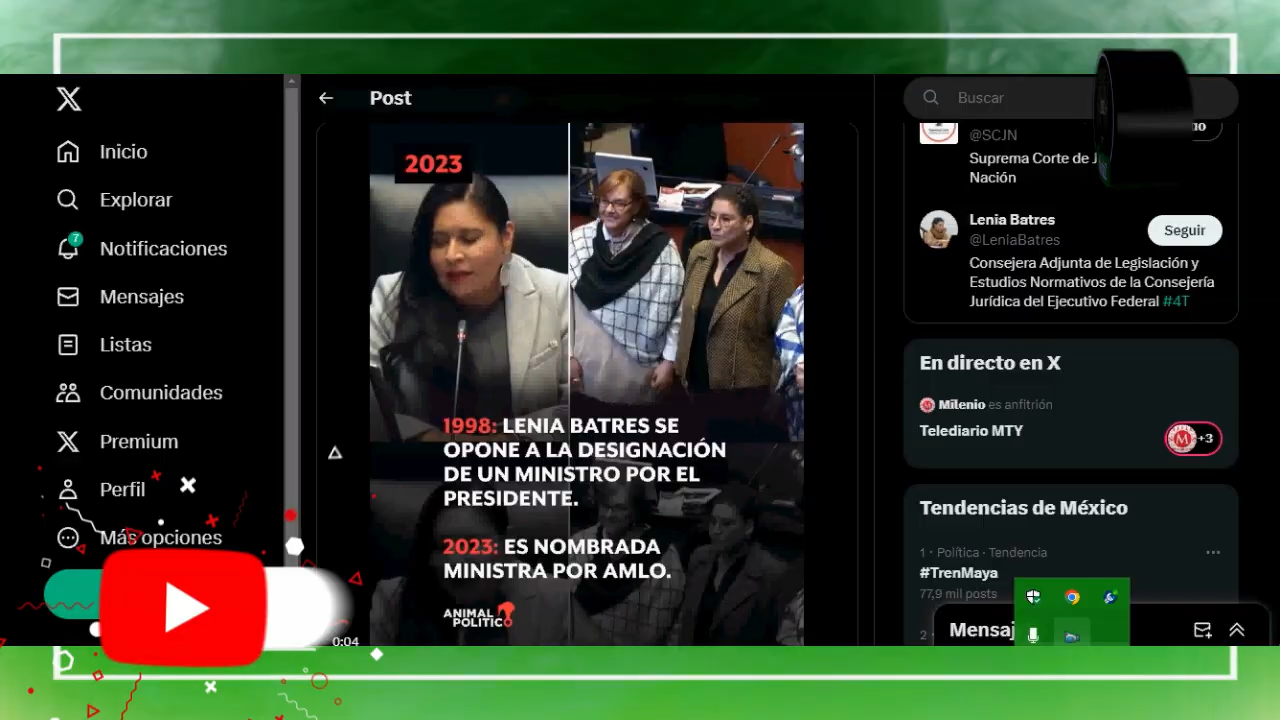 Inicio
Explorar
7
Notificaciones
Mensajes
Listas
Comunidades
Premium
Perfil
Más opciones
Post
2023
1998: LENIA BATRES SE
OPONE A LA DESIGNACIÓN
DE UN MINISTRO POR EL
PRESIDENTE.
2023: ES NOMBRADA
MINISTRA POR AMLO.
ANIMAL
POLÍTICO
0:04
Buscar
@SCJN
Suprema Corte de
Nación
Lenia Batres
@LeniaBatres
Seguir
Consejera Adjunta de Legislación y
Estudios Normativos de la Consejería
Jurídica del Ejecutivo Federal #4T
En directo en X
Milenio es anfitrión
Telediario MTY
+3
Tendencias de México
1 · Política · Tendencia
#TrenMaya
77,9 mil posts
2 ·
Mensaj